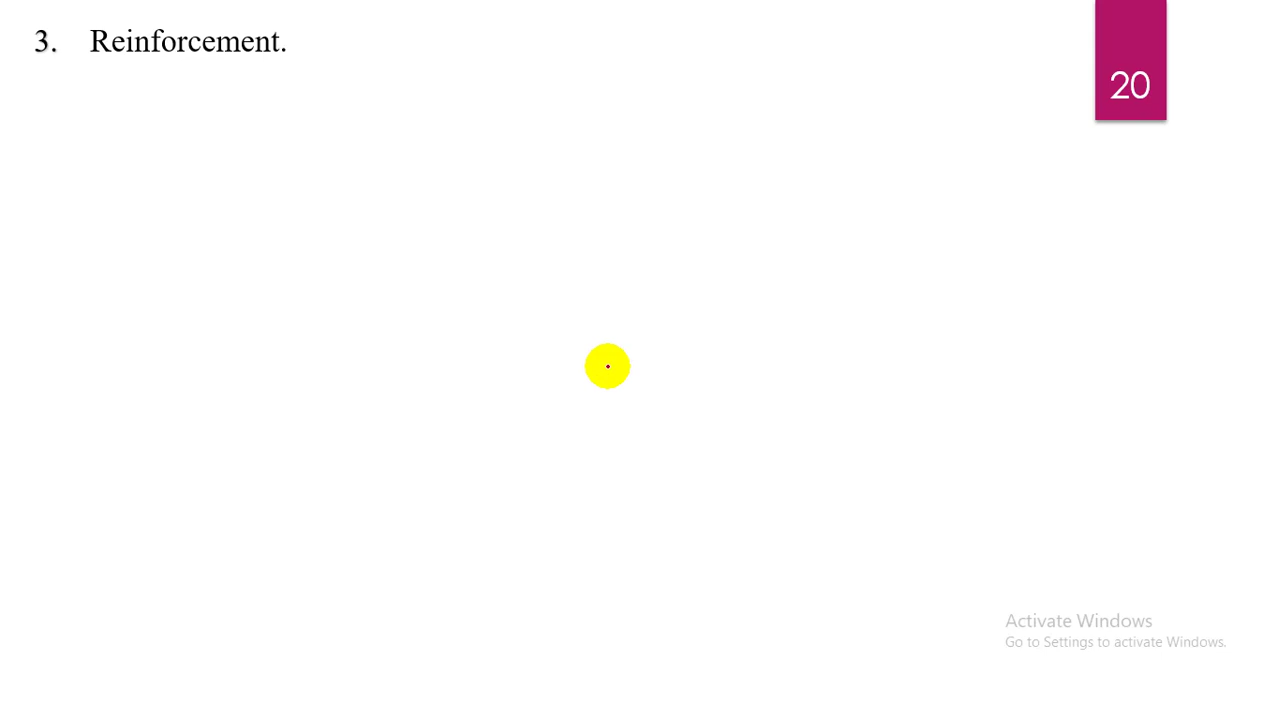 3. Reinforcement.
20
Activate Windows
Go to Settings to activate Windows.